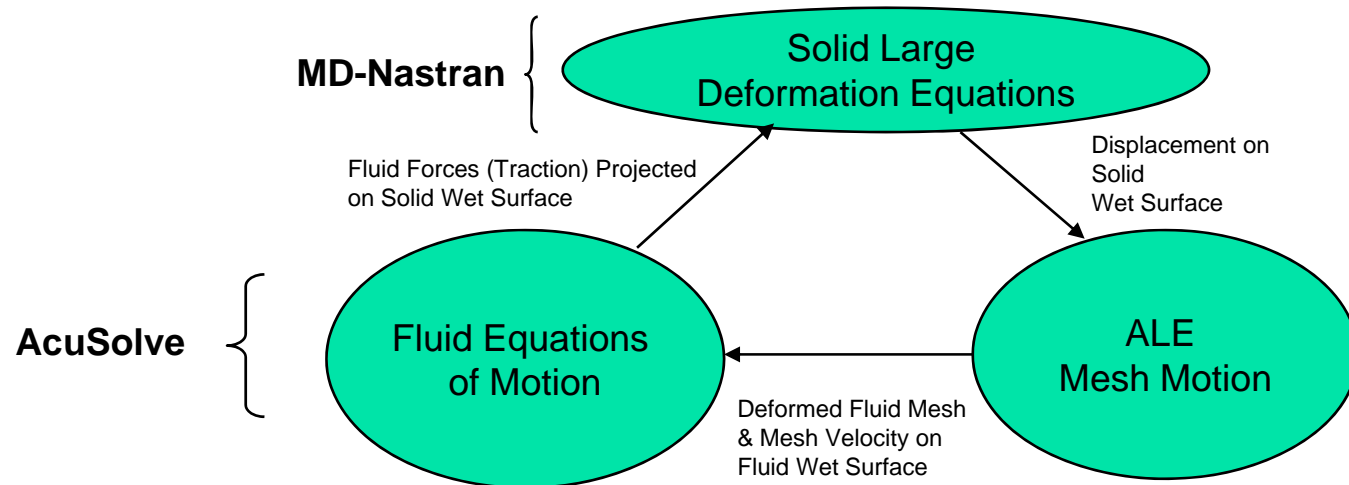 MD-Nastran
Solid Large
Deformation Equations
Fluid Forces (Traction) Projected
on Solid Wet Surface
Displacement on
Solid
Wet Surface
AcuSolve
Fluid Equations
of Motion
ALE
Mesh Motion
Deformed Fluid Mesh
& Mesh Velocity on
Fluid Wet Surface